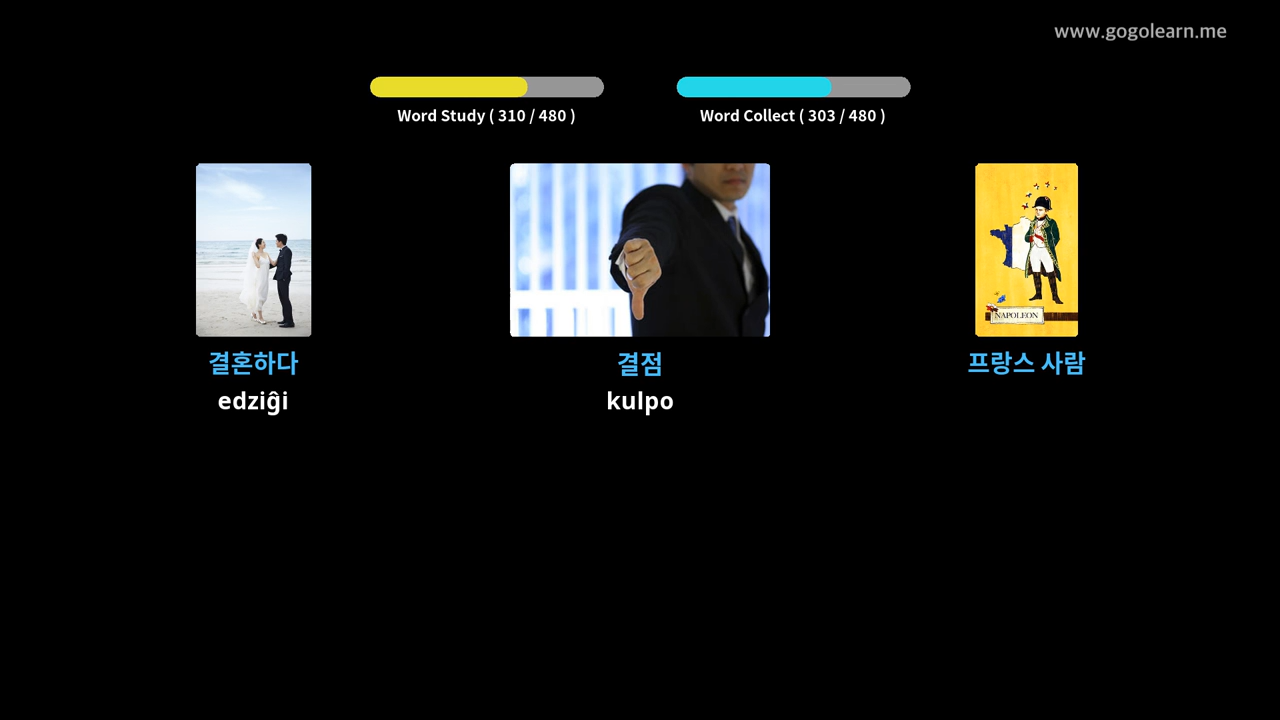 www.gogolearn.me
Word Study ( 310 / 480 )
Word Collect ( 303 / 480 )
NAPOLEON
결혼하다
결점
프랑스 사람
edziĝi
kulpo